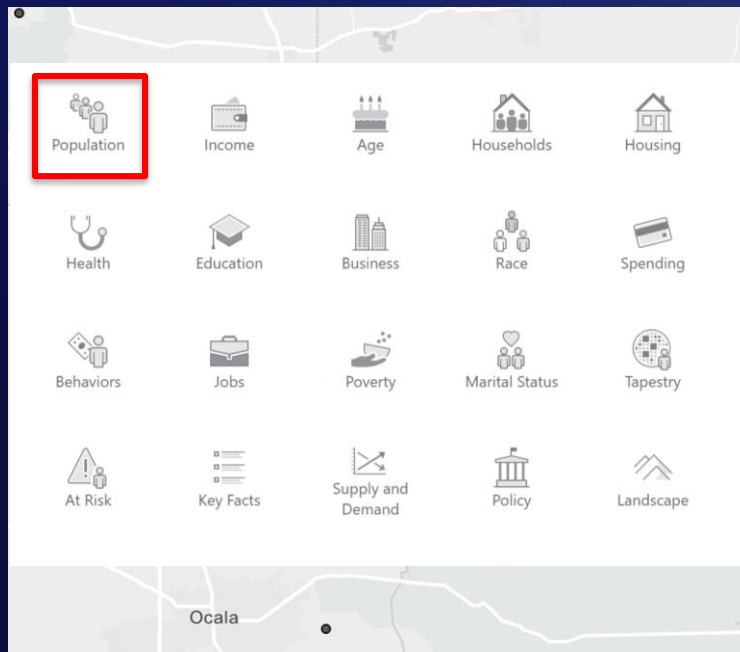 Population
Income
Age
Households
Housing
Health
Education
Business
Race
Spending
Behaviors
Jobs
Poverty
Marital Status
Tapestry
At Risk
Key Facts
Supply and
Demand
Policy
Landscape
Ocala